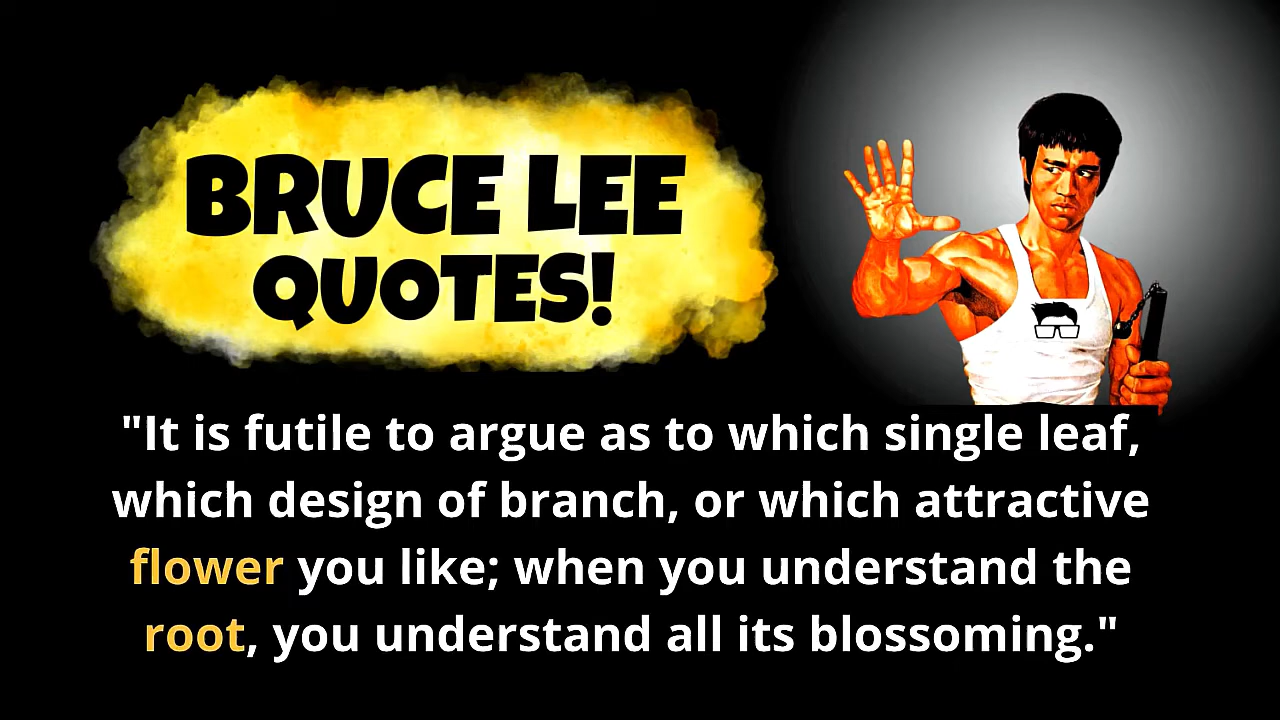 BRUCE LEE
QUOTES!
"It is futile to argue as to which single leaf,
which design of branch, or which attractive
flower you like; when you understand the
root, you understand all its blossoming."